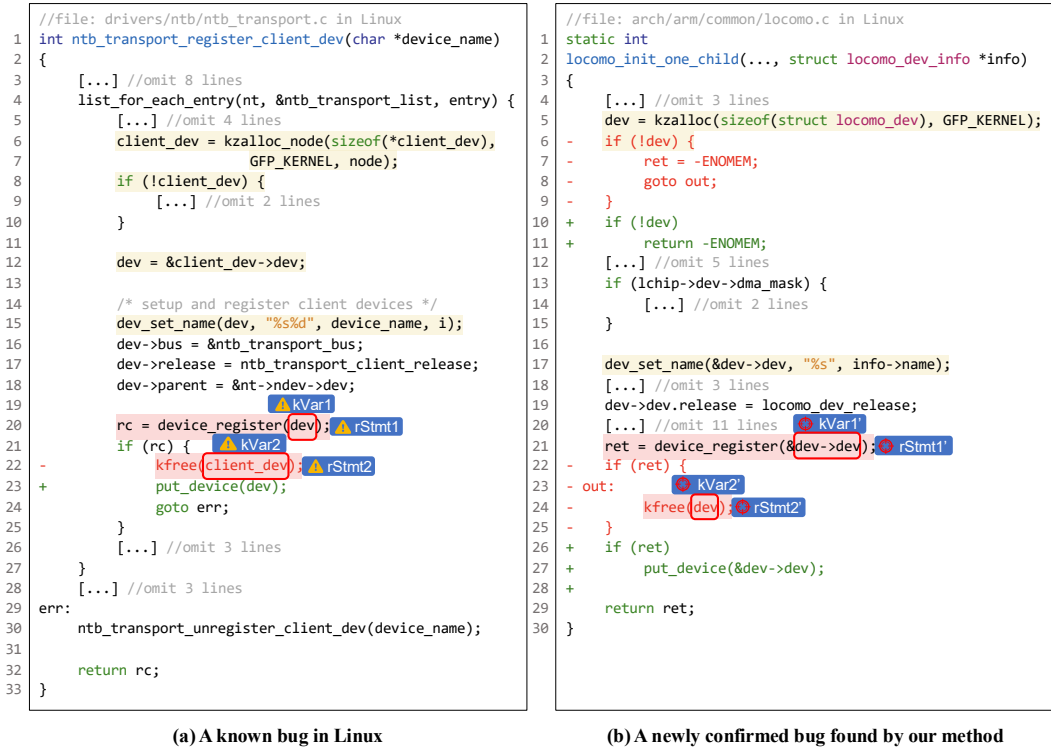 //file: drivers/ntb/ntb_transport.c in Linux
1 int ntb_transport_register_client_dev(char *device_name)
2 {
3 [...] //omit 8 lines
4 list_for_each_entry(nt, &ntb_transport_list, entry) {
5 [...] //omit 4 lines
6 client_dev = kzalloc_node(sizeof(*client_dev),
7 GFP_KERNEL, node);
8 if (!client_dev) {
9 [...] //omit 2 lines
10 }
11
12 dev = &client_dev->dev;
13
14 /* setup and register client devices */
15 dev_set_name(dev, "%s%d", device_name, i);
16 dev->bus = &ntb_transport_bus;
17 dev->release = ntb_transport_client_release;
18 dev->parent = &nt->ndev->dev;
19 kVar1
20 rc = device_register(dev); rStmt1
21 if (rc) { kVar2
22 - kfree(client_dev); rStmt2
23 + put_device(dev);
24 goto err;
25 }
26 [...] //omit 3 lines
27 }
28 [...] //omit 3 lines
29 err:
30 ntb_transport_unregister_client_dev(device_name);
31
32 return rc;
33 }
(a) A known bug in Linux
//file: arch/arm/common/locomo.c in Linux
1 static int
2 locomo_init_one_child(..., struct locomo_dev_info *info)
3 {
4 [...] //omit 3 lines
5 dev = kzalloc(sizeof(struct locomo_dev), GFP_KERNEL);
6 - if (!dev) {
7 - ret = -ENOMEM;
8 - goto out;
9 - }
10 + if (!dev)
11 + return -ENOMEM;
12 [...] //omit 5 lines
13 if (lchip->dev->dma_mask) {
14 [...] //omit 2 lines
15 }
16
17 dev_set_name(&dev->dev, "%s", info->name);
18 [...] //omit 3 lines
19 dev->dev.release = locomo_dev_release;
20 [...] //omit 11 lines kVar1'
21 ret = device_register(&dev->dev); rStmt1'
22 - if (ret) {
23 - out: kVar2'
24 - kfree(dev); rStmt2'
25 - }
26 + if (ret)
27 + put_device(&dev->dev);
28 +
29 return ret;
30 }
(b) A newly confirmed bug found by our method